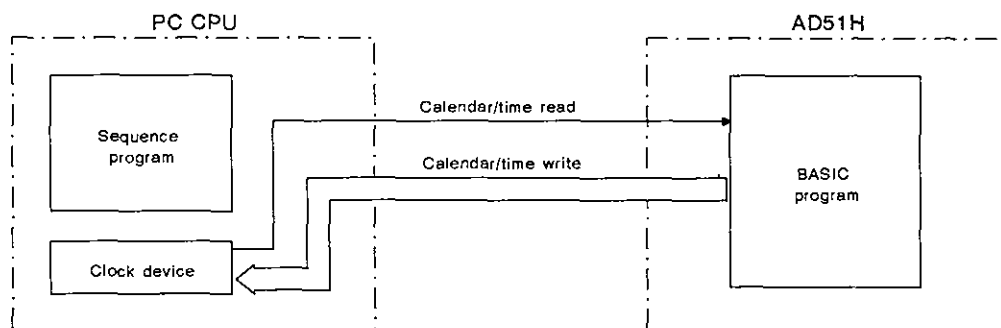 PC CPU
AD51H
Sequence
program
Calendar/time read
Calendar/time write
BASIC
program
Clock device